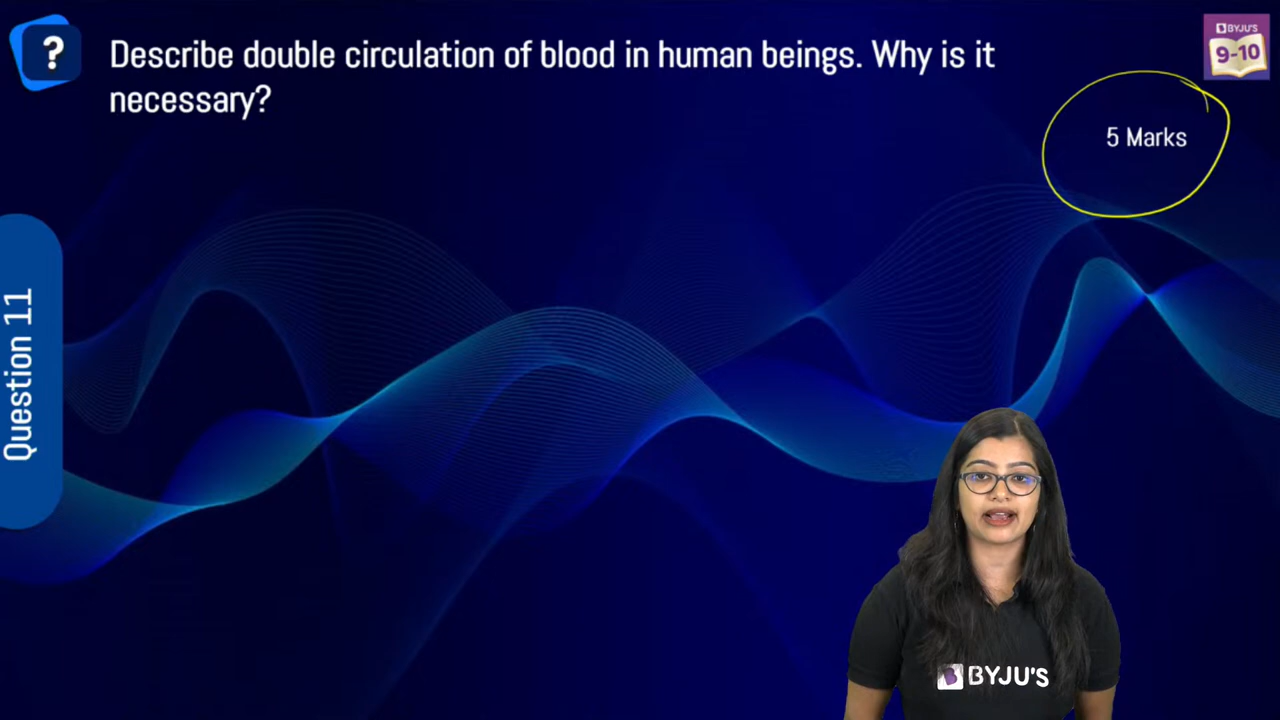 ?
Describe double circulation of blood in human beings. Why is it
necessary?
BYJU'S
9-10
5 Marks
Question 11
BYJU'S